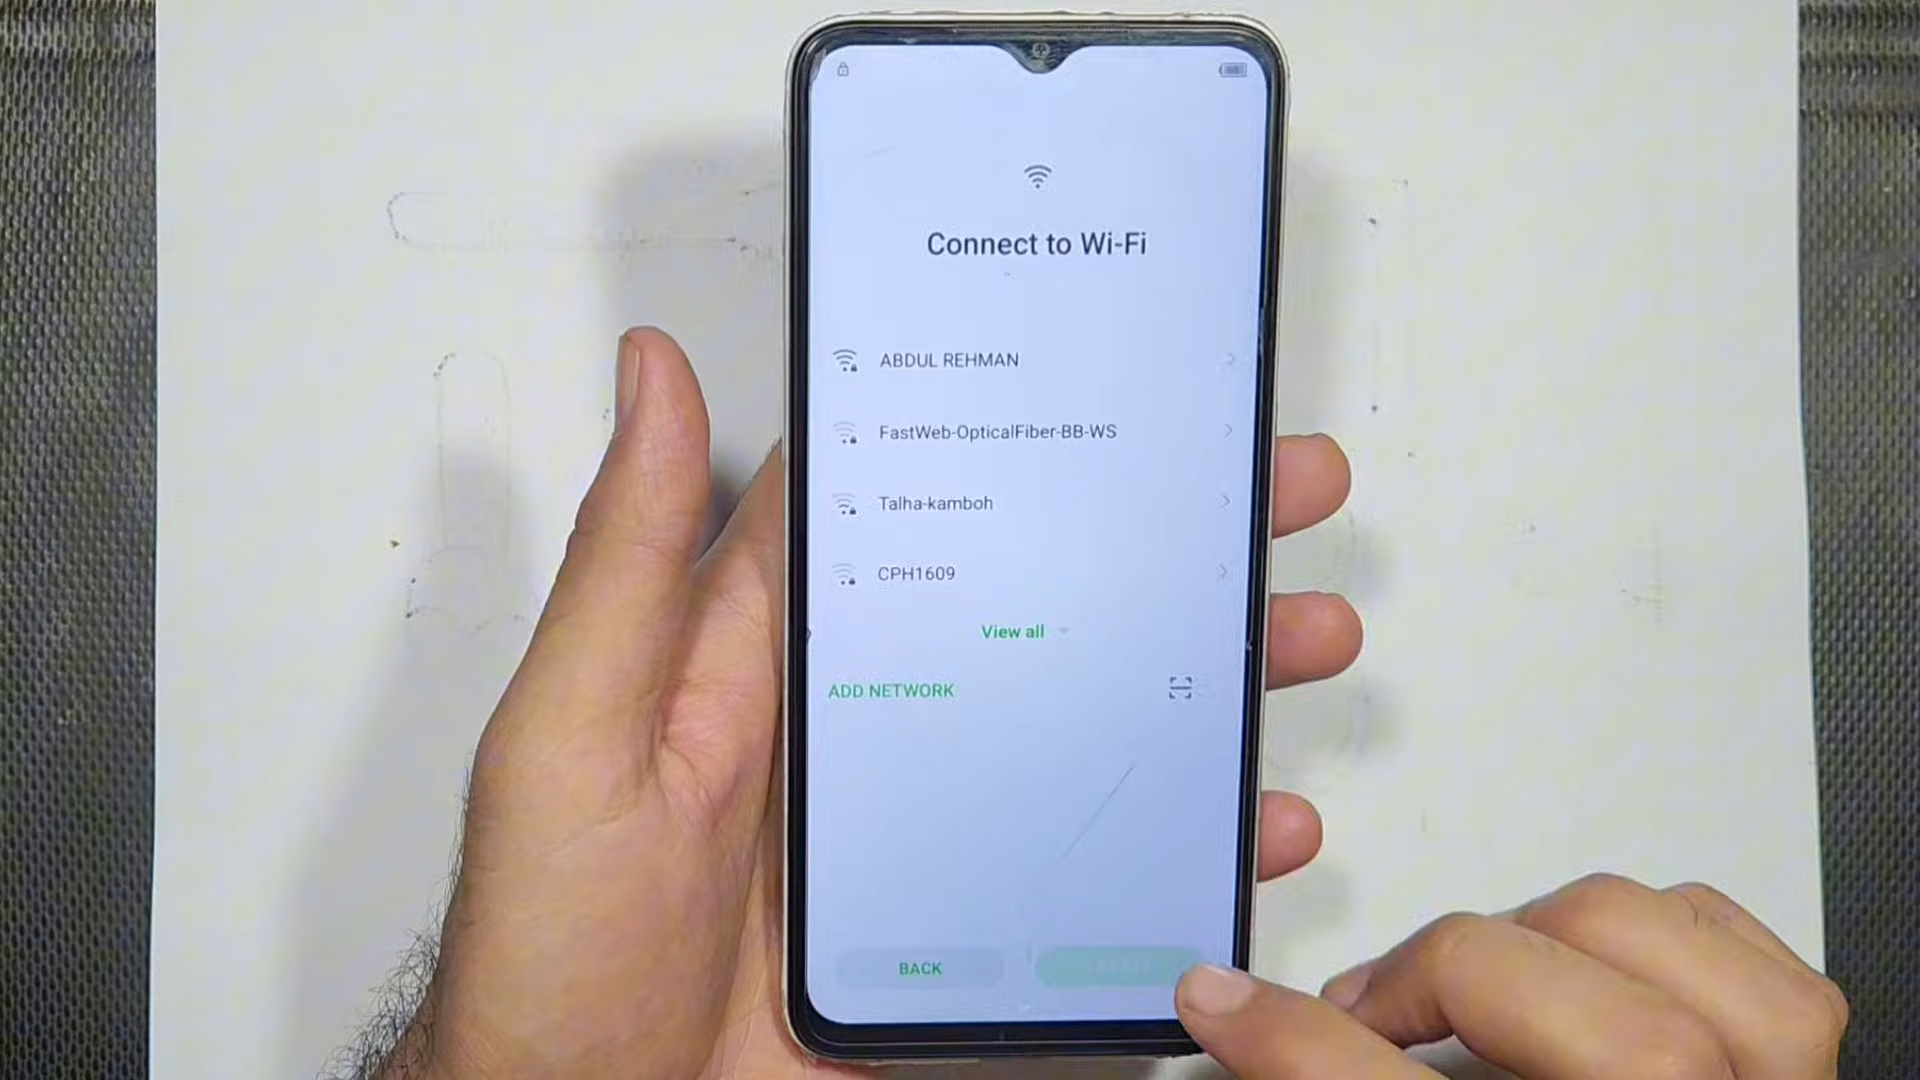 Connect to Wi-Fi
ABDUL REHMAN
FastWeb-OpticalFiber-BB-WS
Talha-kamboh
CPH1609
View all
ADD NETWORK
BACK